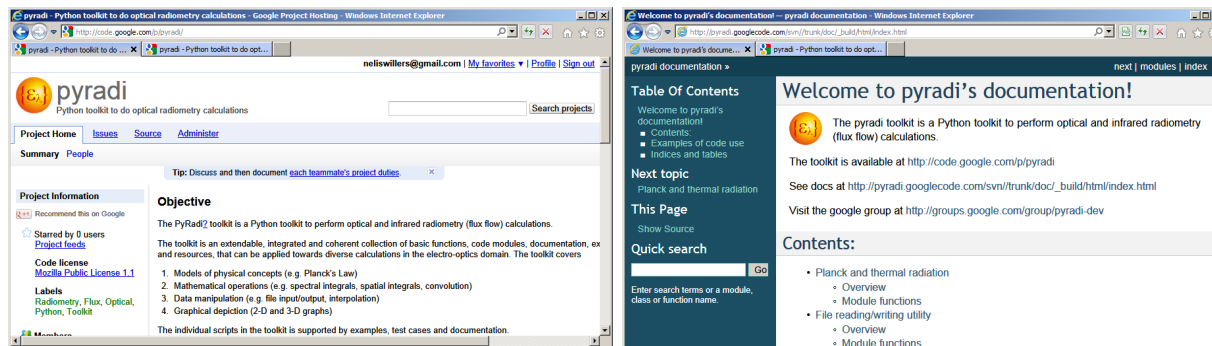 pyradi - Python toolkit to do optical radiometry calculations - Google Project Hosting - Windows Internet Explorer
http://code.google.com/p/pyradi/
pyradi - Python toolkit to do ...
pyradi - Python toolkit to do opt...
neliswillers@gmail.com | My favorites ▼ | Profile | Sign out
{ελ}
pyradi
Python toolkit to do optical radiometry calculations
Search projects
Project Home Issues Source Administer
Summary People
Tip: Discuss and then document each teammate's project duties.
Project Information
+1 Recommend this on Google
Starred by 0 users
Project feeds
Code license
Mozilla Public License 1.1
Labels
Radiometry, Flux, Optical,
Python, Toolkit
Members
Objective
The PyRadi? toolkit is a Python toolkit to perform optical and infrared radiometry (flux flow) calculations.
The toolkit is an extendable, integrated and coherent collection of basic functions, code modules, documentation, ex
and resources, that can be applied towards diverse calculations in the electro-optics domain. The toolkit covers
1. Models of physical concepts (e.g. Planck's Law)
2. Mathematical operations (e.g. spectral integrals, spatial integrals, convolution)
3. Data manipulation (e.g. file input/output, interpolation)
4. Graphical depiction (2-D and 3-D graphs)
The individual scripts in the toolkit is supported by examples, test cases and documentation.
Welcome to pyradi's documentation! — pyradi documentation - Windows Internet Explorer
http://pyradi.googlecode.com/svn//trunk/doc/_build/html/index.html
Welcome to pyradi's docume...
pyradi - Python toolkit to do opt...
pyradi documentation »
next | modules | index
Table Of Contents
Welcome to pyradi's
documentation!
Contents:
Examples of code use
Indices and tables
Next topic
Planck and thermal radiation
This Page
Show Source
Quick search
Go
Enter search terms or a module,
class or function name.
Welcome to pyradi's documentation!
{ελ}
The pyradi toolkit is a Python toolkit to perform optical and infrared radiometry
(flux flow) calculations.
The toolkit is available at http://code.google.com/p/pyradi
See docs at http://pyradi.googlecode.com/svn//trunk/doc/_build/html/index.html
Visit the google group at http://groups.google.com/group/pyradi-dev
Contents:
• Planck and thermal radiation
◦ Overview
◦ Module functions
• File reading/writing utility
◦ Overview
◦ Module functions